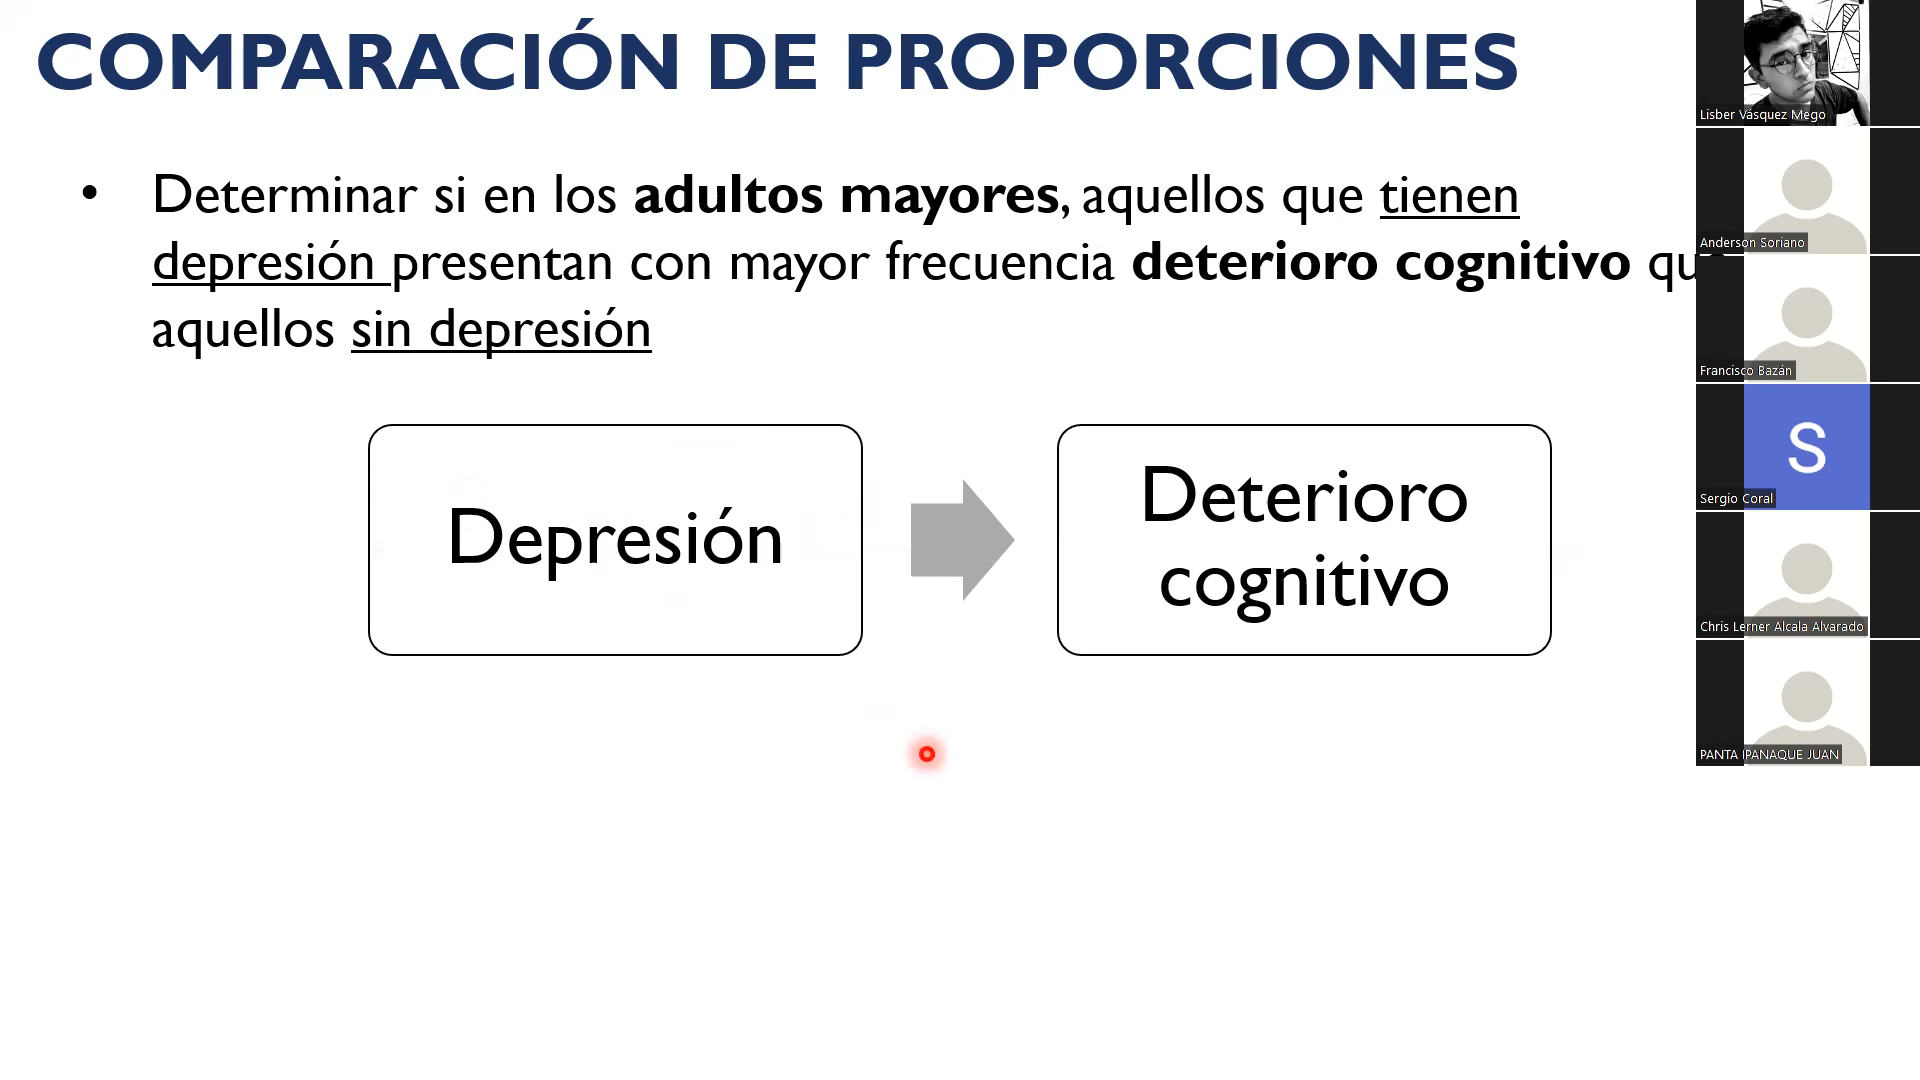 COMPARACIÓN DE PROPORCIONES
• Determinar si en los adultos mayores, aquellos que tienen
depresión presentan con mayor frecuencia deterioro cognitivo
aquellos sin depresión
Depresión
Deterioro
cognitivo
Lisber Vásquez Mego
Anderson Soriano
Francisco Bazán
S
Sergio Coral
Chris Lerner Alcala Alvarado
PANTA IPANAQUE JUAN